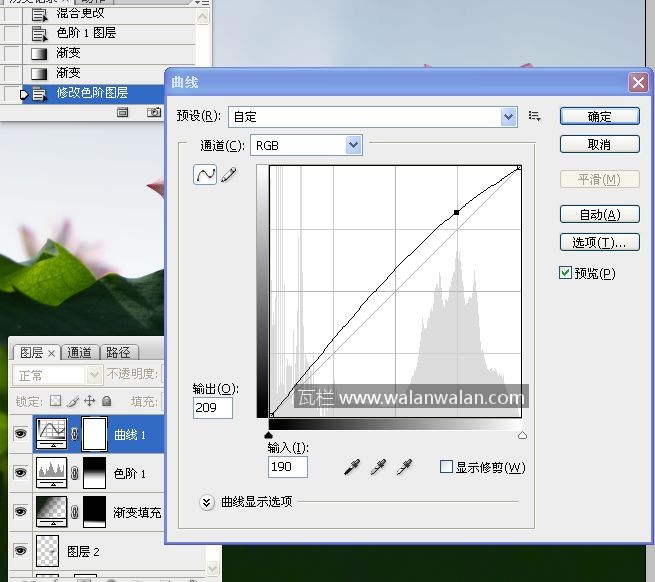 混合更改
色阶 1 图层
渐变
渐变
修改色阶图层
曲线
预设(R):
自定
确定
通道(C):
RGB
取消
平滑(M)
自动(A)
选项(T)...
预览(P)
图层
通道
路径
正常
不透明度:
锁定:
填充:
输出(O):
209
瓦栏 www.walanwalan.com
曲线 1
输入(I):
190
显示修剪(W)
色阶 1
曲线显示选项
渐变填充
图层 2